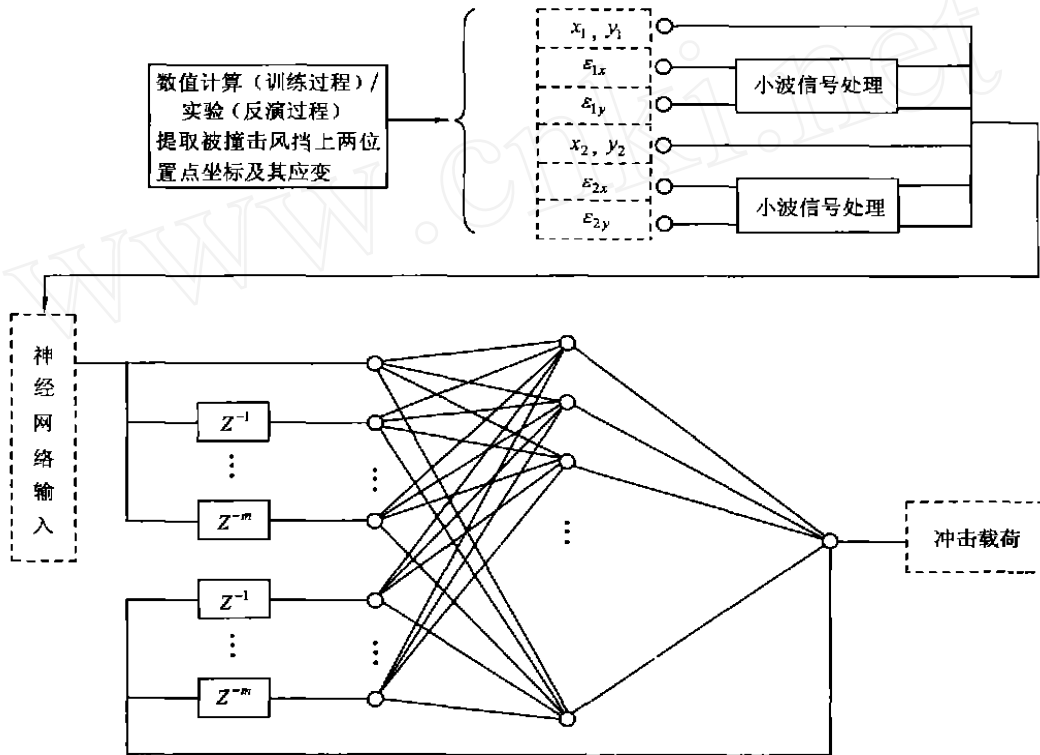 x₁, y₁
ε₁ₓ
数值计算(训练过程)/
实验(反演过程)
提取被撞击风挡上两位
置点坐标及其应变
小波信号处理
ε₁y
x₂, y₂
ε₂ₓ
小波信号处理
ε₂y
www.cnki.net
神经网络输入
Z⁻¹
⋮
Z⁻ᵐ
⋮
⋮
冲击载荷
Z⁻¹
⋮
Z⁻ᵐ
⋮